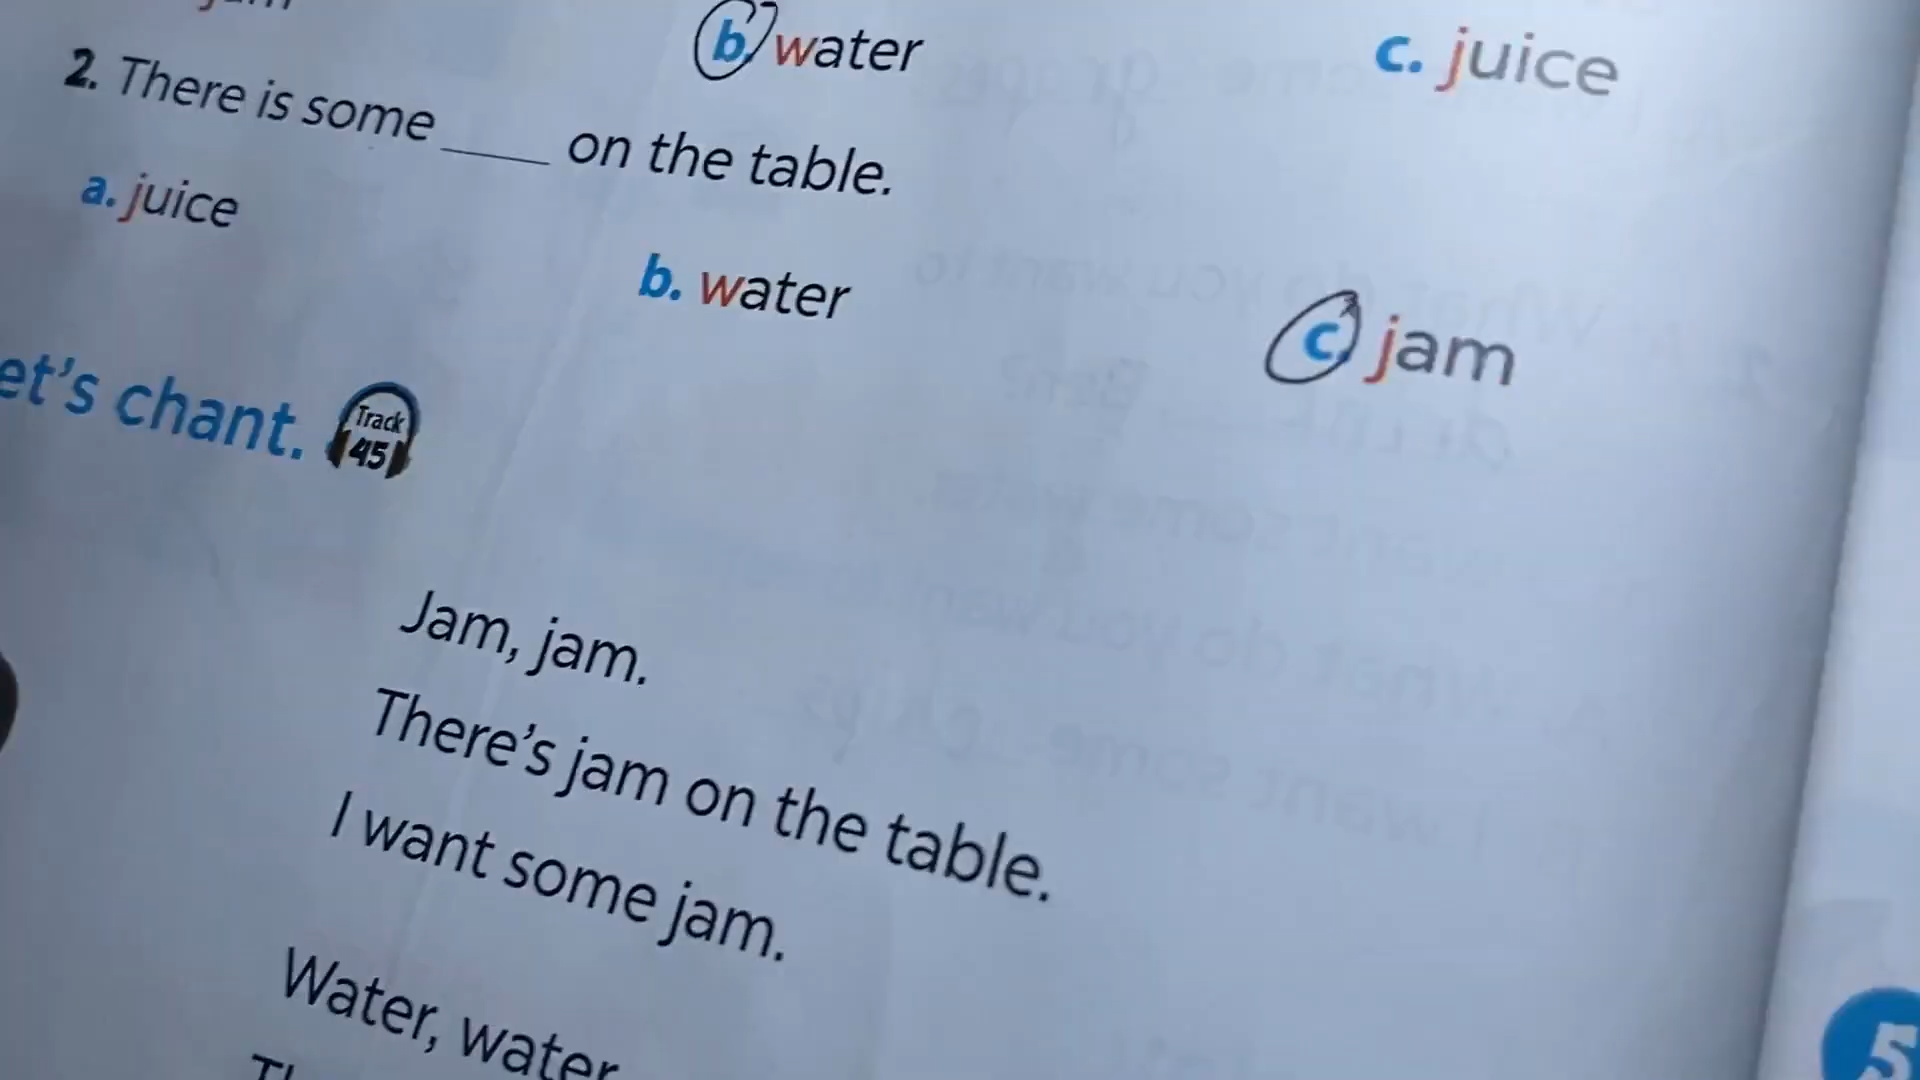 b. water c. juice
2. There is some ____ on the table.
a. juice b. water c. jam
et's chant. Track 45
Jam, jam.
There's jam on the table.
I want some jam.
Water, water
5